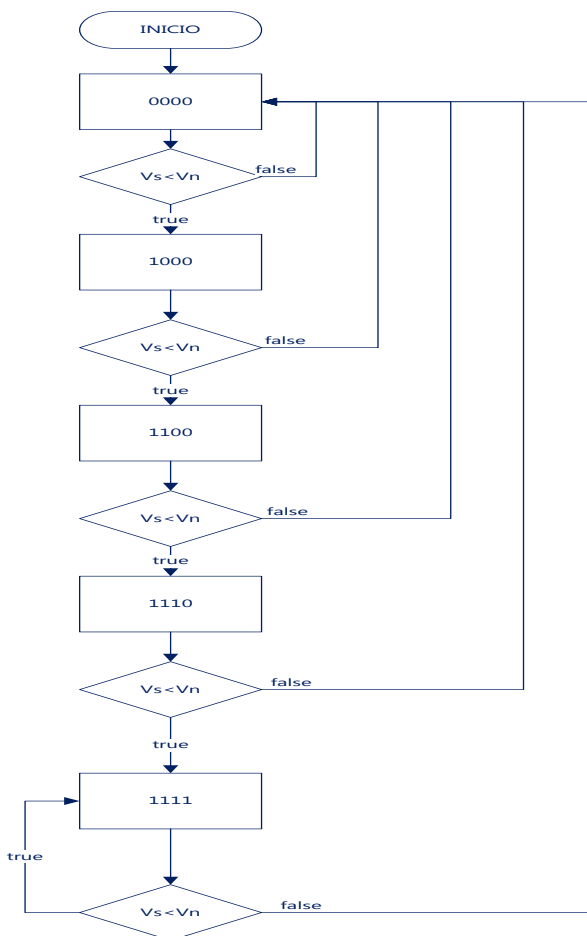 INICIO
0000
Vs<Vn
false
true
1000
Vs<Vn
false
true
1100
Vs<Vn
false
true
1110
Vs<Vn
false
true
1111
true
Vs<Vn
false